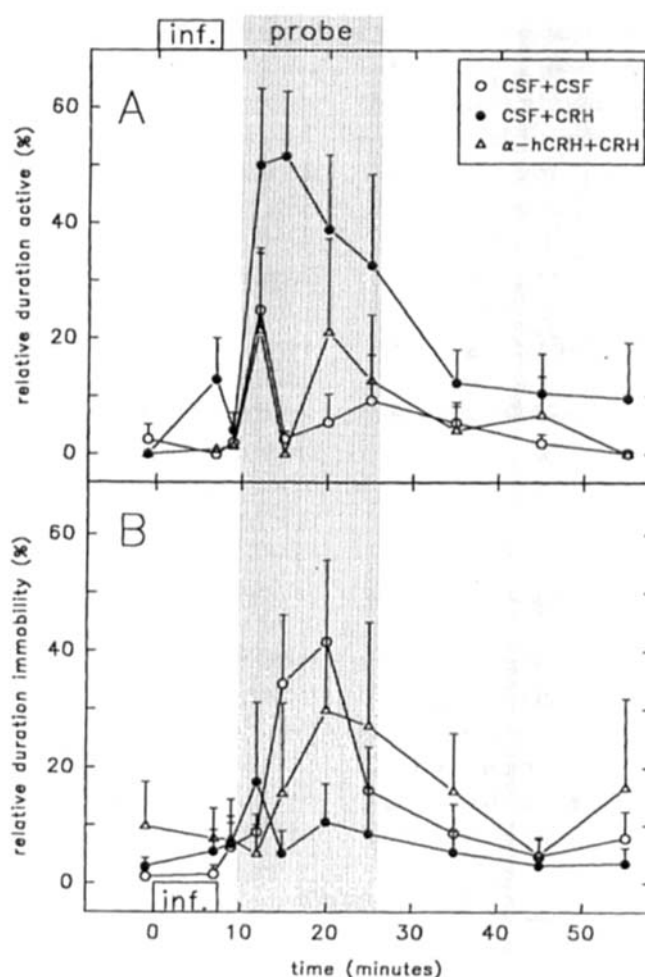 inf. probe
A
CSF+CSF
CSF+CRH
α-hCRH+CRH
relative duration active (%)
60
40
20
0
B
relative duration immobility (%)
60
40
20
0
inf.
0 10 20 30 40 50
time (minutes)